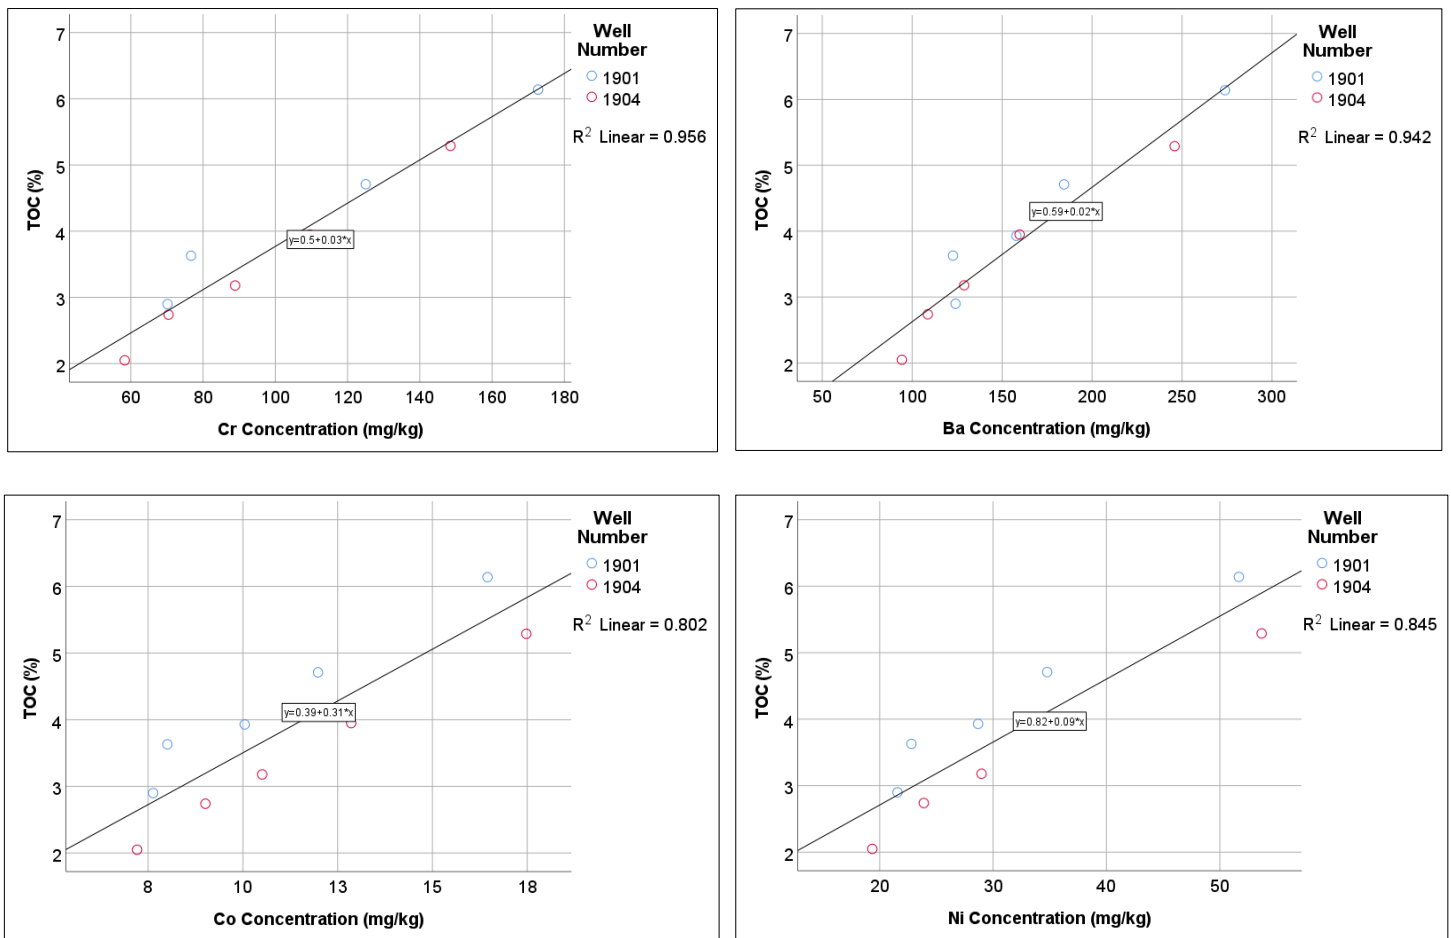 Well
Number
1901
1904
R² Linear = 0.956
7
6
5
4
3
2
TOC (%)
y=0.5+0.03*x
60 80 100 120 140 160 180
Cr Concentration (mg/kg)
Well
Number
1901
1904
R² Linear = 0.942
7
6
5
4
3
2
TOC (%)
y=0.59+0.02*x
50 100 150 200 250 300
Ba Concentration (mg/kg)
Well
Number
1901
1904
R² Linear = 0.802
7
6
5
4
3
2
TOC (%)
y=0.39+0.31*x
8 10 13 15 18
Co Concentration (mg/kg)
Well
Number
1901
1904
R² Linear = 0.845
7
6
5
4
3
2
TOC (%)
y=0.82+0.09*x
20 30 40 50
Ni Concentration (mg/kg)